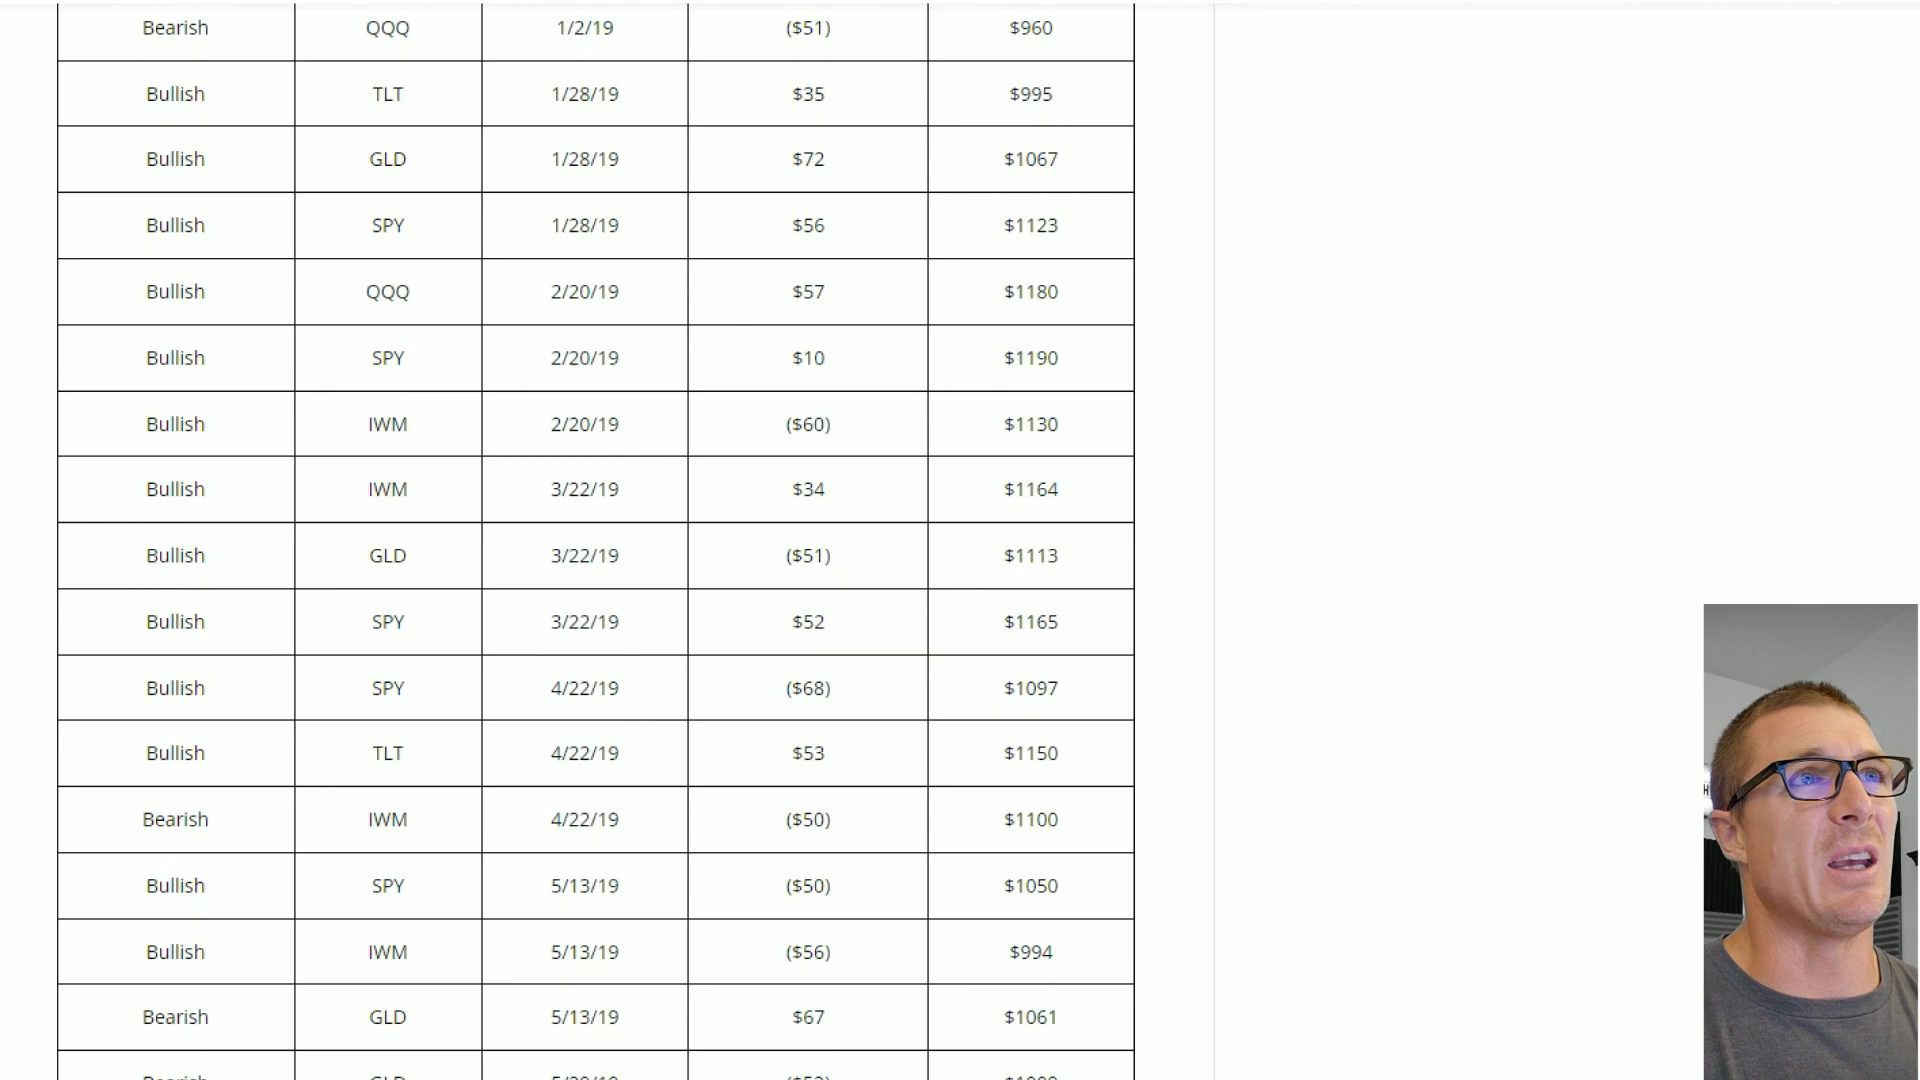 Bearish QQQ 1/2/19 ($51) $960
Bullish TLT 1/28/19 $35 $995
Bullish GLD 1/28/19 $72 $1067
Bullish SPY 1/28/19 $56 $1123
Bullish QQQ 2/20/19 $57 $1180
Bullish SPY 2/20/19 $10 $1190
Bullish IWM 2/20/19 ($60) $1130
Bullish IWM 3/22/19 $34 $1164
Bullish GLD 3/22/19 ($51) $1113
Bullish SPY 3/22/19 $52 $1165
Bullish SPY 4/22/19 ($68) $1097
Bullish TLT 4/22/19 $53 $1150
Bearish IWM 4/22/19 ($50) $1100
Bullish SPY 5/13/19 ($50) $1050
Bullish IWM 5/13/19 ($56) $994
Bearish GLD 5/13/19 $67 $1061